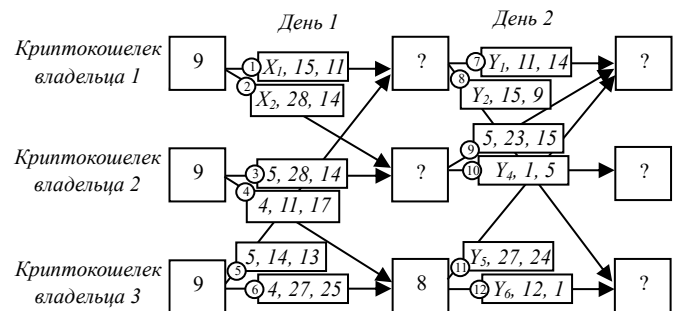 День 1
День 2
Криптокошелек
владельца 1
9
1 X₁, 15, 11
2 X₂, 28, 14
?
7 Y₁, 11, 14
8 Y₂, 15, 9
?
Криптокошелек
владельца 2
9
3 5, 28, 14
4 4, 11, 17
?
9 5, 23, 15
10 Y₄, 1, 5
?
Криптокошелек
владельца 3
9
5 5, 14, 13
6 4, 27, 25
8
11 Y₅, 27, 24
12 Y₆, 12, 1
?